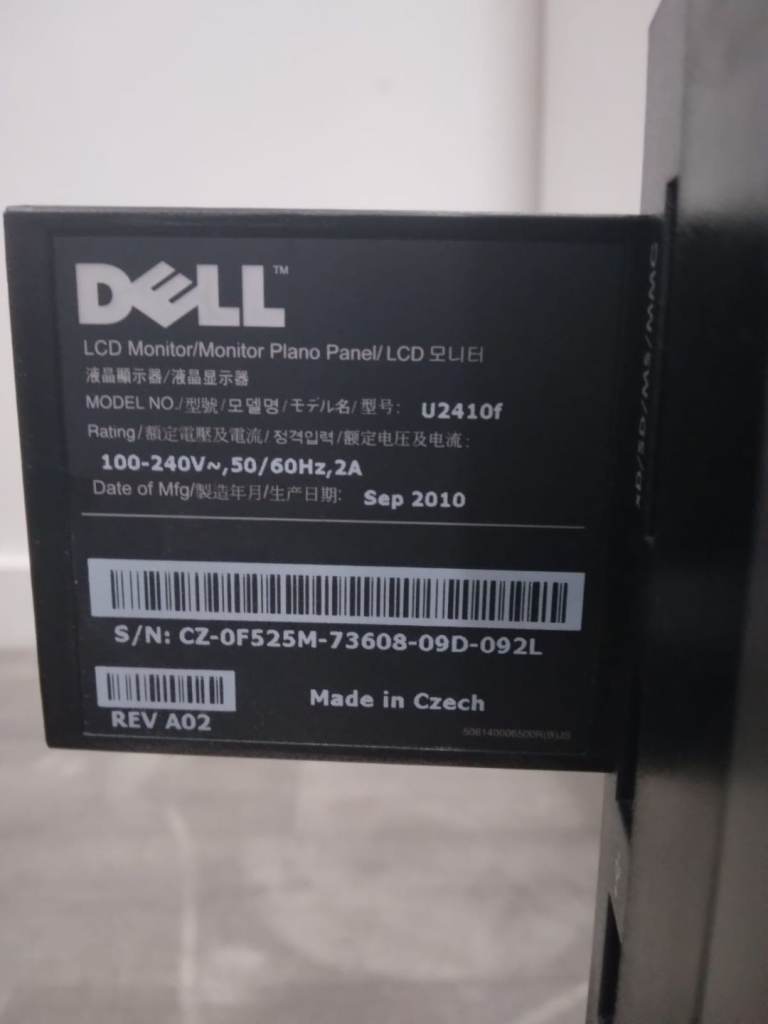 DELL™
LCD Monitor/Monitor Plano Panel/ LCD 모니터
液晶顯示器/液晶显示器
MODEL NO./型號/모델명/モデル名/型号: U2410f
Rating/額定電壓及電流/정격입력/额定电压及电流:
100-240V~,50/60Hz,2A
Date of Mfg/製造年月/生产日期: Sep 2010
S/N: CZ-0F525M-73608-09D-092L
Made in Czech
REV A02
xD/SD/MS/MMC